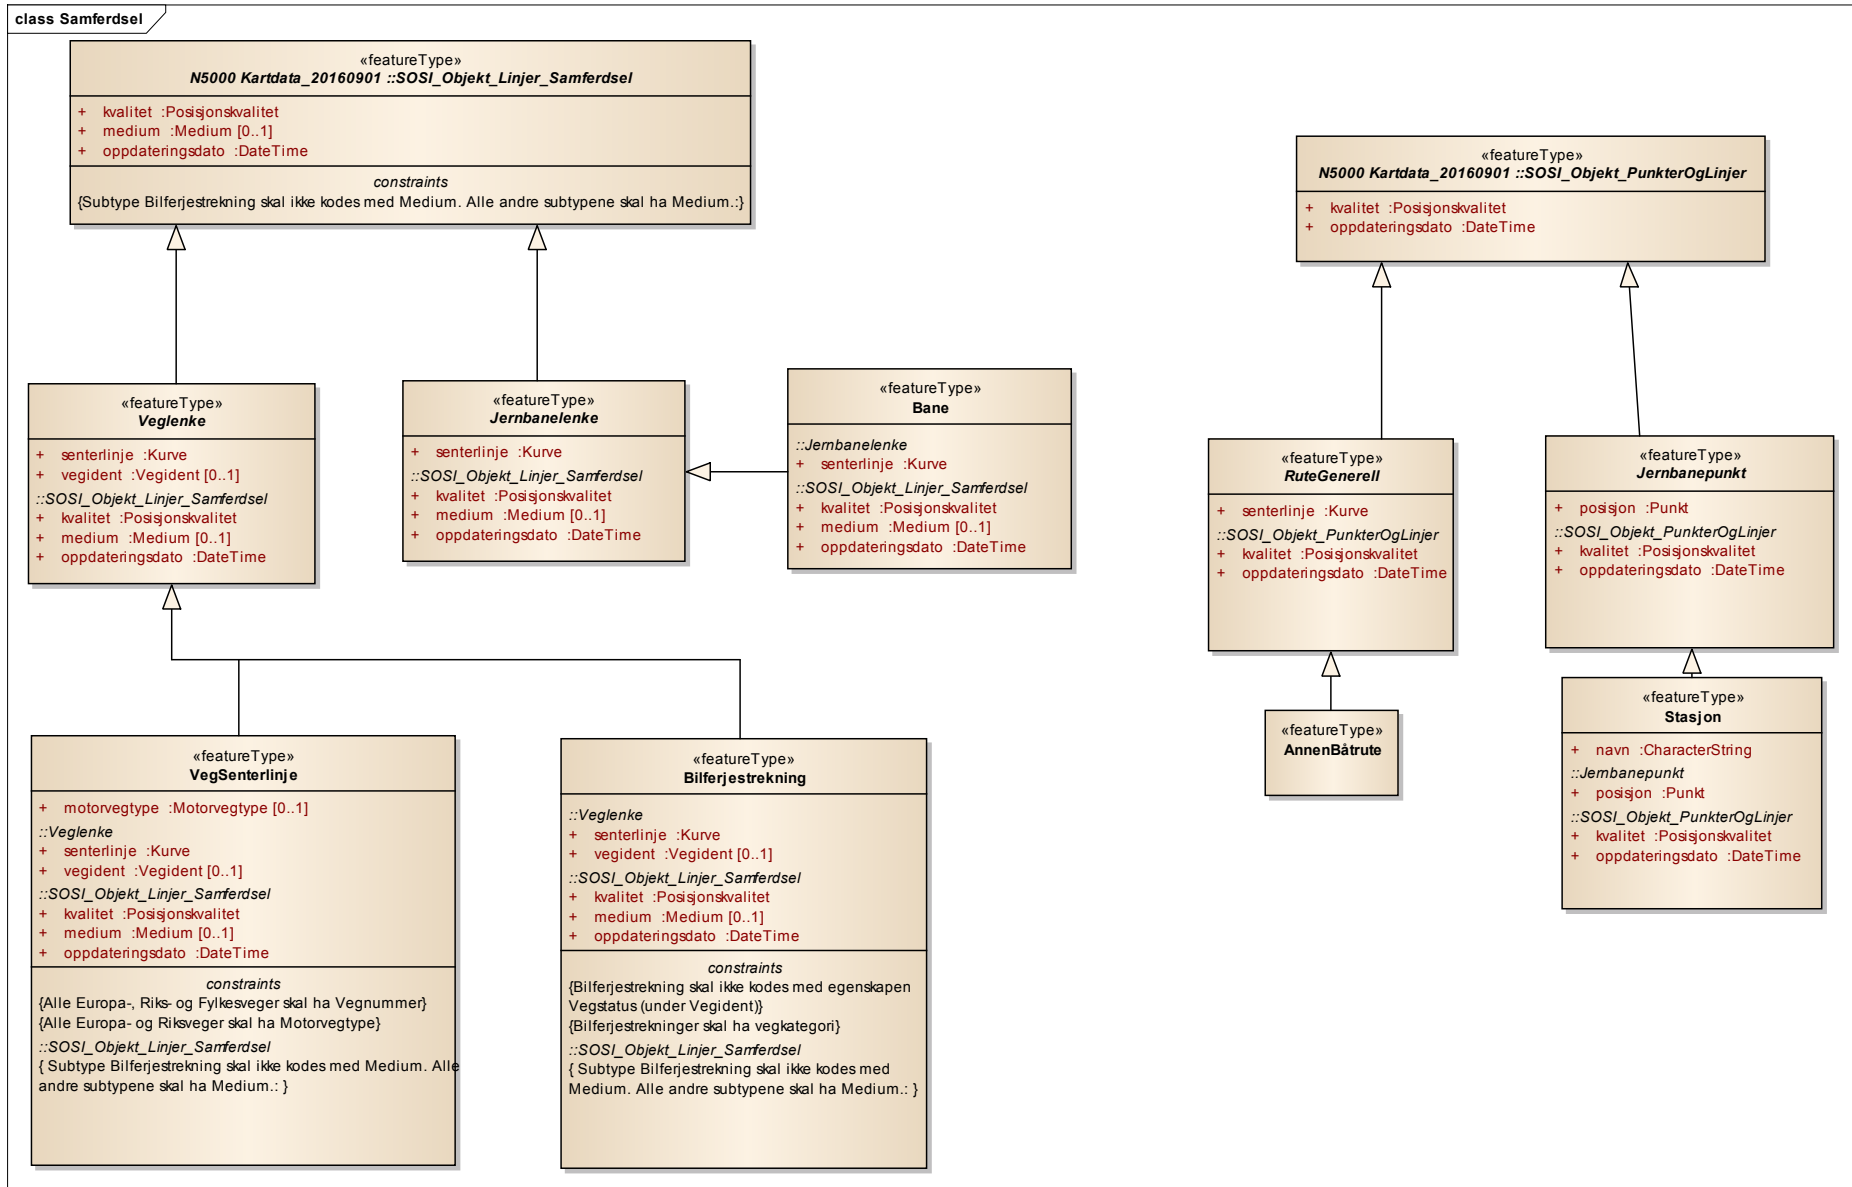 class Samferdsel
«featureType»
N5000 Kartdata_20160901 ::SOSI_Objekt_Linjer_Samferdsel
+ kvalitet :Posisjonskvalitet
+ medium :Medium [0..1]
+ oppdateringsdato :DateTime
constraints
{Subtype Bilferjestrekning skal ikke kodes med Medium. Alle andre subtypene skal ha Medium.:}
«featureType»
N5000 Kartdata_20160901 ::SOSI_Objekt_PunkterOgLinjer
+ kvalitet :Posisjonskvalitet
+ oppdateringsdato :DateTime
«featureType»
Veglenke
+ senterlinje :Kurve
+ vegident :Vegident [0..1]
::SOSI_Objekt_Linjer_Samferdsel
+ kvalitet :Posisjonskvalitet
+ medium :Medium [0..1]
+ oppdateringsdato :DateTime
«featureType»
Jernbanelenke
+ senterlinje :Kurve
::SOSI_Objekt_Linjer_Samferdsel
+ kvalitet :Posisjonskvalitet
+ medium :Medium [0..1]
+ oppdateringsdato :DateTime
«featureType»
Bane
::Jernbanelenke
+ senterlinje :Kurve
::SOSI_Objekt_Linjer_Samferdsel
+ kvalitet :Posisjonskvalitet
+ medium :Medium [0..1]
+ oppdateringsdato :DateTime
«featureType»
RuteGenerell
+ senterlinje :Kurve
::SOSI_Objekt_PunkterOgLinjer
+ kvalitet :Posisjonskvalitet
+ oppdateringsdato :DateTime
«featureType»
Jernbanepunkt
+ posisjon :Punkt
::SOSI_Objekt_PunkterOgLinjer
+ kvalitet :Posisjonskvalitet
+ oppdateringsdato :DateTime
«featureType»
VegSenterlinje
+ motorvegtype :Motorvegtype [0..1]
::Veglenke
+ senterlinje :Kurve
+ vegident :Vegident [0..1]
::SOSI_Objekt_Linjer_Samferdsel
+ kvalitet :Posisjonskvalitet
+ medium :Medium [0..1]
+ oppdateringsdato :DateTime
constraints
{Alle Europa-, Riks- og Fylkesveger skal ha Vegnummer}
{Alle Europa- og Riksveger skal ha Motorvegtype}
::SOSI_Objekt_Linjer_Samferdsel
{ Subtype Bilferjestrekning skal ikke kodes med Medium. Alle
andre subtypene skal ha Medium.: }
«featureType»
Bilferjestrekning
::Veglenke
+ senterlinje :Kurve
+ vegident :Vegident [0..1]
::SOSI_Objekt_Linjer_Samferdsel
+ kvalitet :Posisjonskvalitet
+ medium :Medium [0..1]
+ oppdateringsdato :DateTime
constraints
{Bilferjestrekning skal ikke kodes med egenskapen
Vegstatus (under Vegident)}
{Bilferjestrekninger skal ha vegkategori}
::SOSI_Objekt_Linjer_Samferdsel
{ Subtype Bilferjestrekning skal ikke kodes med
Medium. Alle andre subtypene skal ha Medium.: }
«featureType»
AnnenBåtrute
«featureType»
Stasjon
+ navn :CharacterString
::Jernbanepunkt
+ posisjon :Punkt
::SOSI_Objekt_PunkterOgLinjer
+ kvalitet :Posisjonskvalitet
+ oppdateringsdato :DateTime